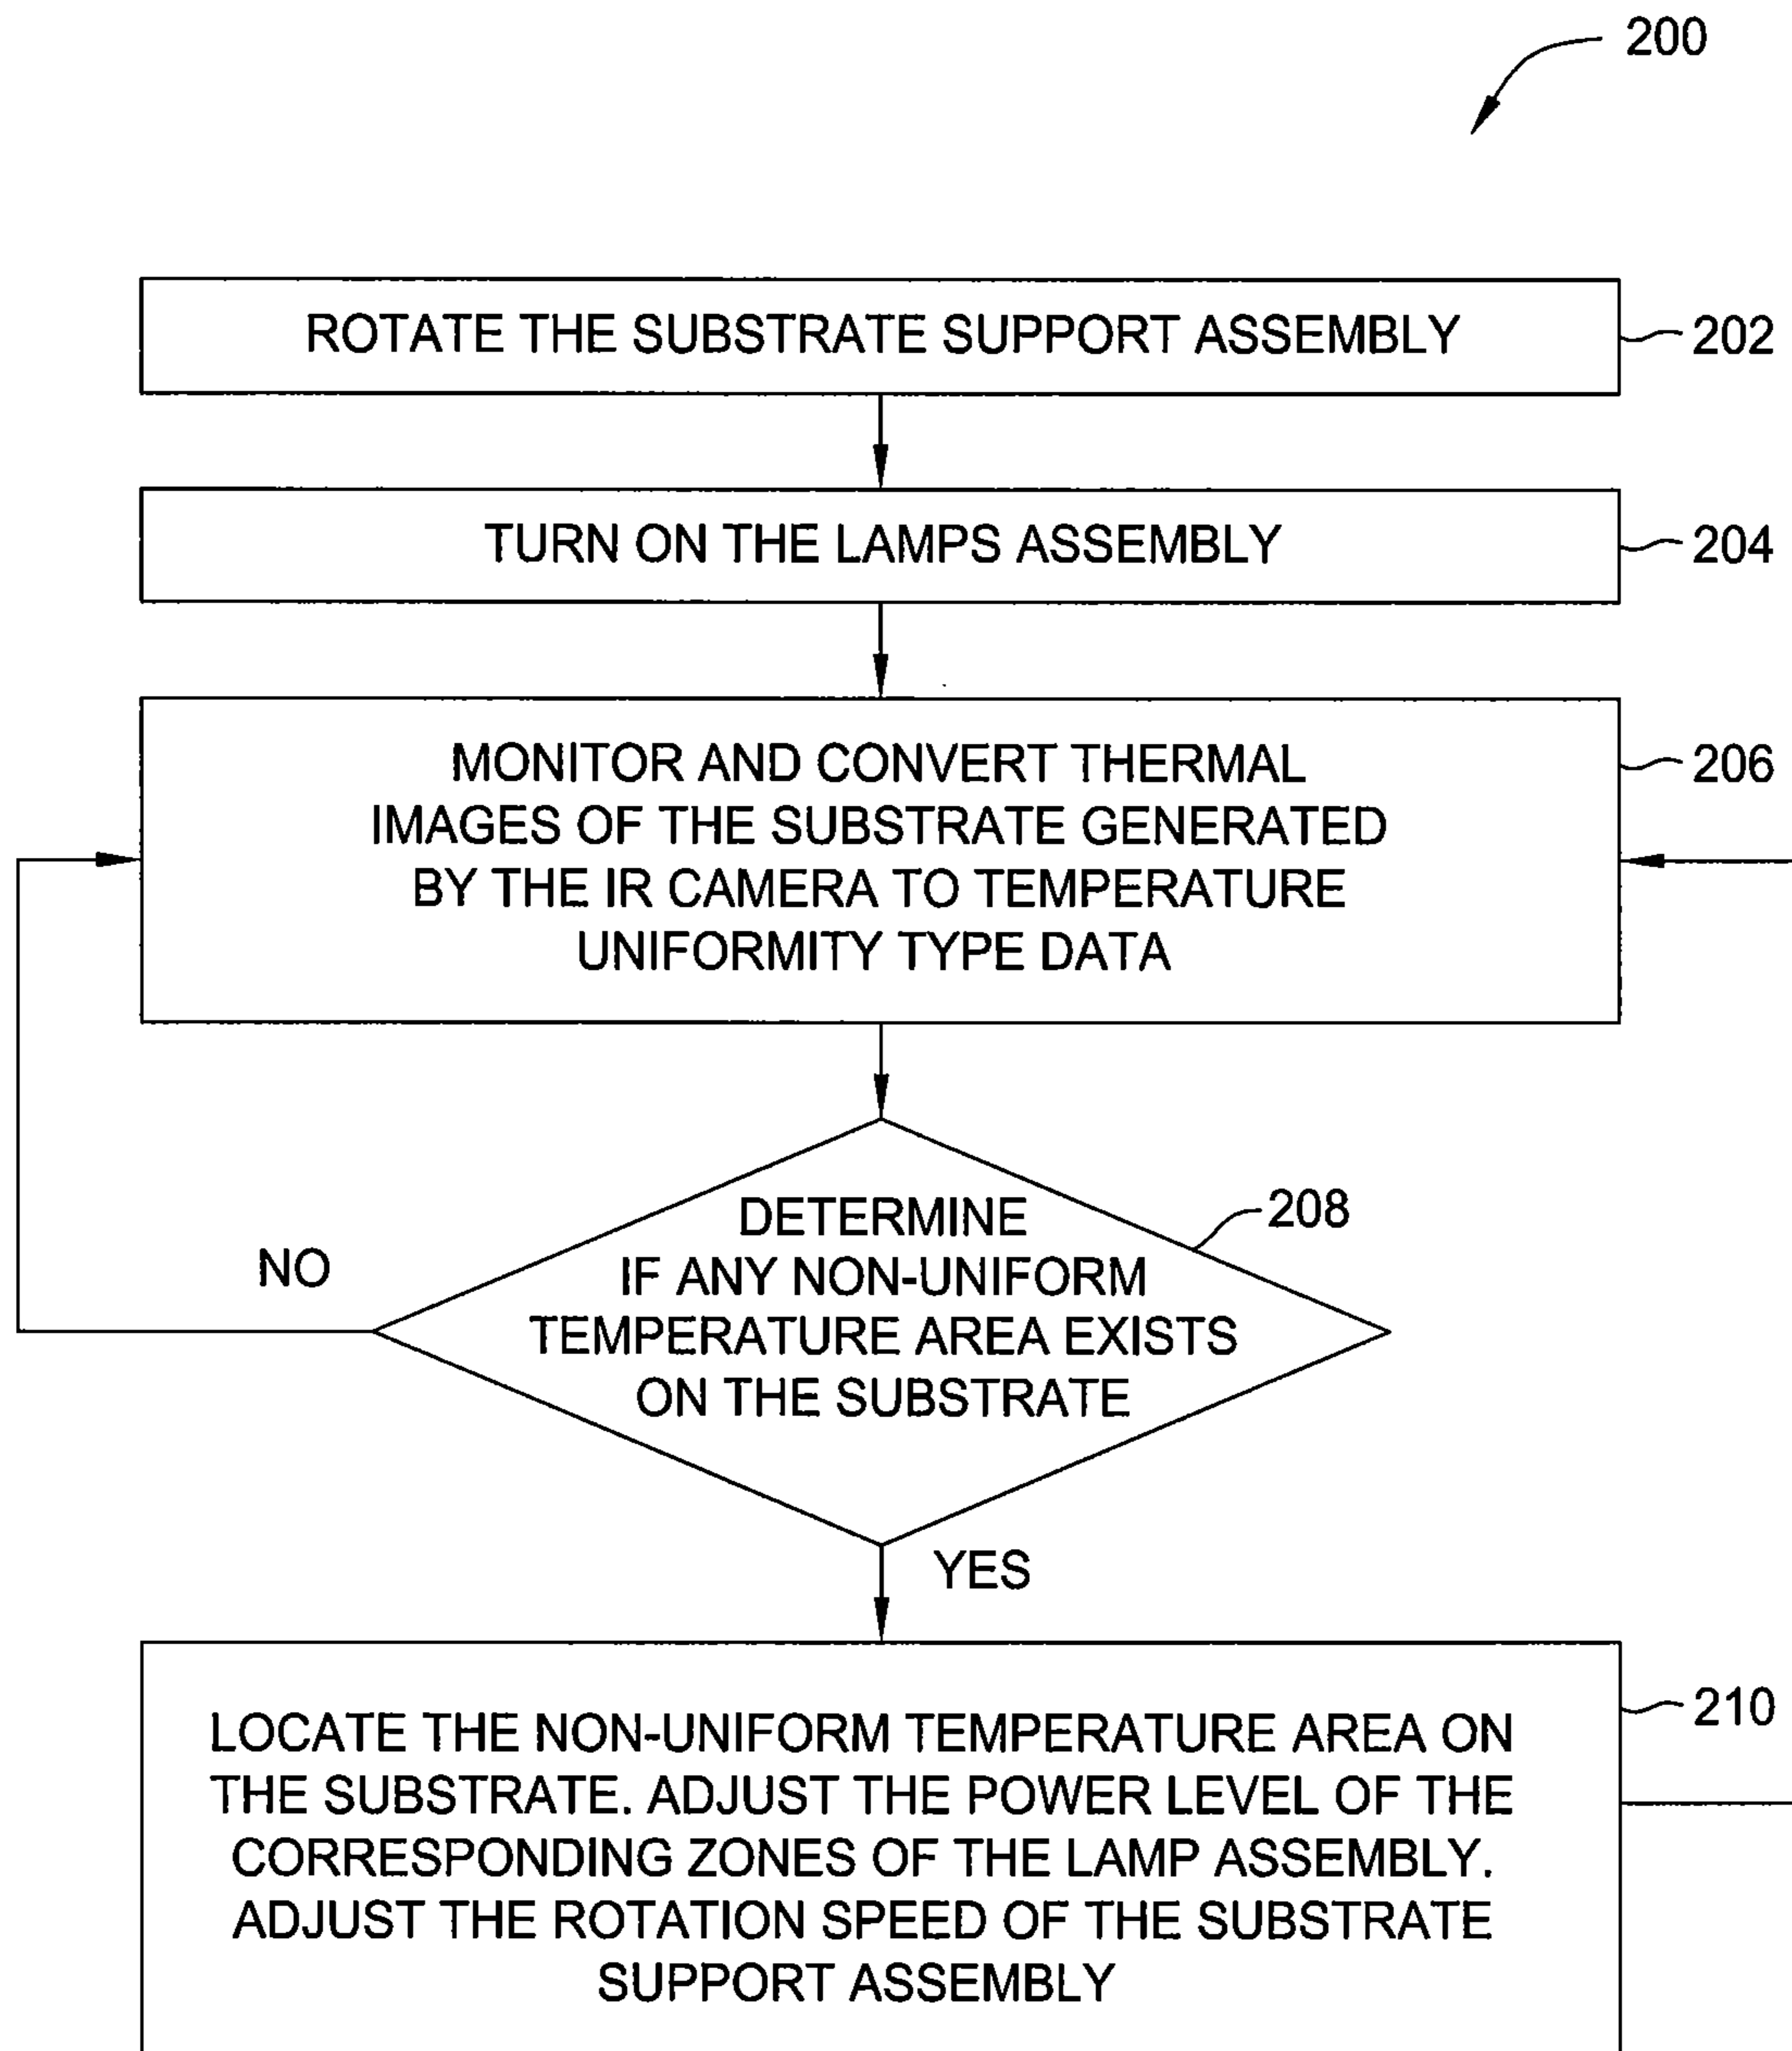 200
ROTATE THE SUBSTRATE SUPPORT ASSEMBLY
202
TURN ON THE LAMPS ASSEMBLY
204
MONITOR AND CONVERT THERMAL
IMAGES OF THE SUBSTRATE GENERATED
BY THE IR CAMERA TO TEMPERATURE
UNIFORMITY TYPE DATA
206
DETERMINE
IF ANY NON-UNIFORM
TEMPERATURE AREA EXISTS
ON THE SUBSTRATE
208
NO
YES
LOCATE THE NON-UNIFORM TEMPERATURE AREA ON
THE SUBSTRATE. ADJUST THE POWER LEVEL OF THE
CORRESPONDING ZONES OF THE LAMP ASSEMBLY.
ADJUST THE ROTATION SPEED OF THE SUBSTRATE
SUPPORT ASSEMBLY
210